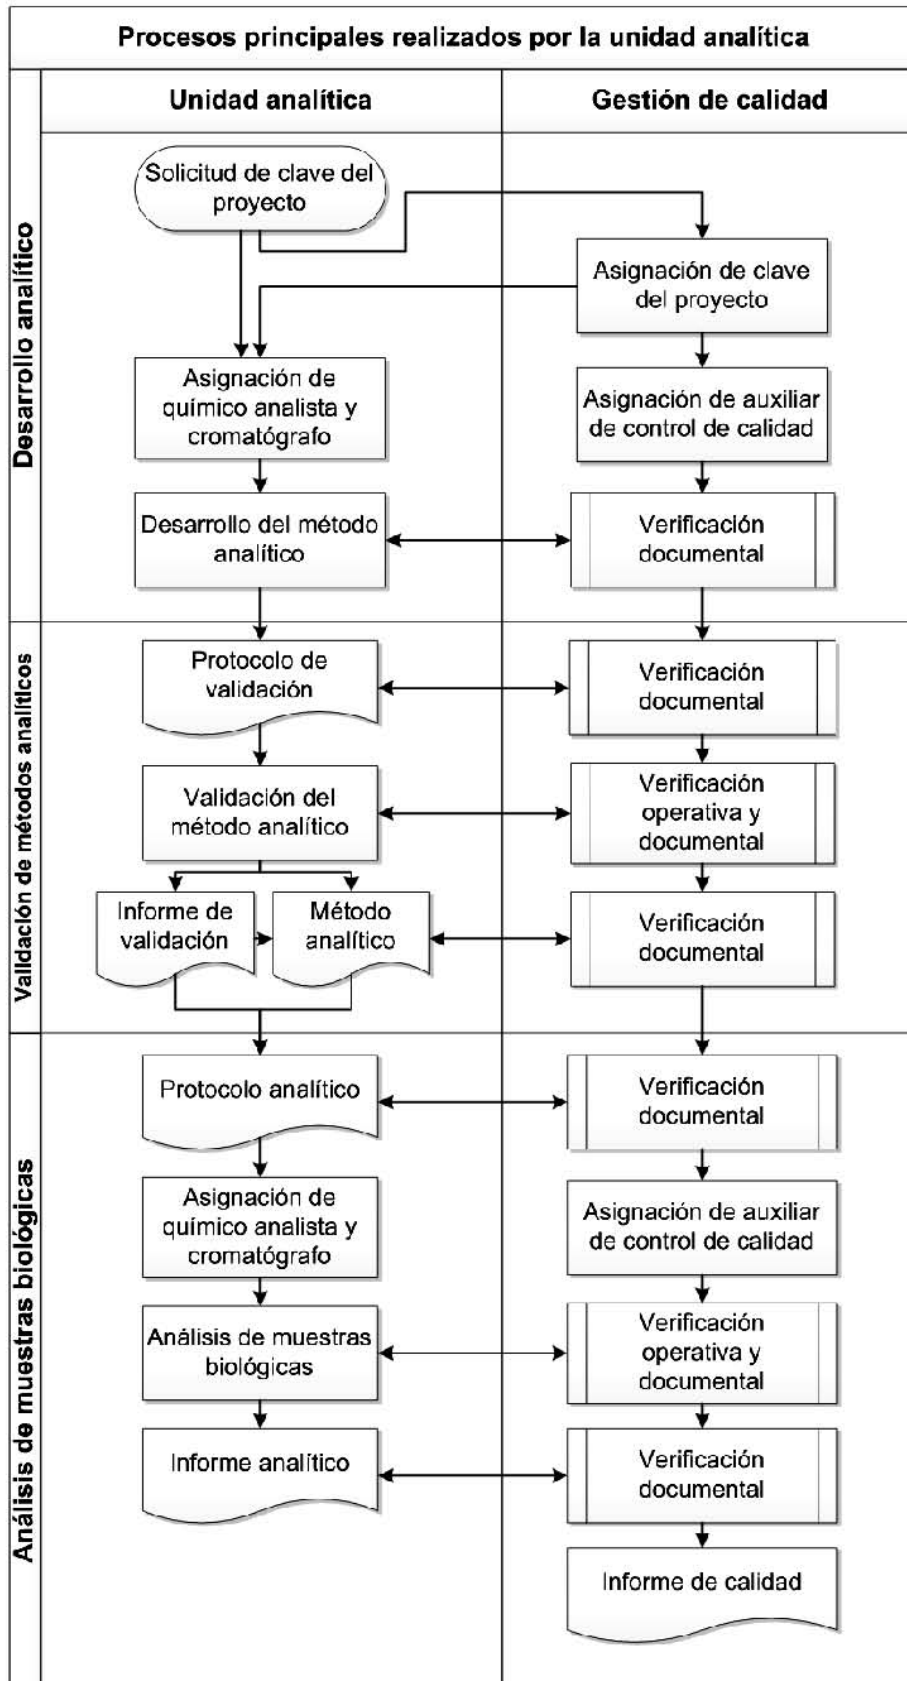 Procesos principales realizados por la unidad analítica
Unidad analítica
Gestión de calidad
Desarrollo analítico
Solicitud de clave del
proyecto
Asignación de clave
del proyecto
Asignación de
químico analista y
cromatógrafo
Asignación de auxiliar
de control de calidad
Desarrollo del método
analítico
Verificación
documental
Validación de métodos analíticos
Protocolo de
validación
Verificación
documental
Validación del
método analítico
Verificación
operativa y
documental
Informe de
validación
Método
analítico
Verificación
documental
Análisis de muestras biológicas
Protocolo analítico
Verificación
documental
Asignación de
químico analista y
cromatógrafo
Asignación de auxiliar
de control de calidad
Análisis de muestras
biológicas
Verificación
operativa y
documental
Informe analítico
Verificación
documental
Informe de calidad